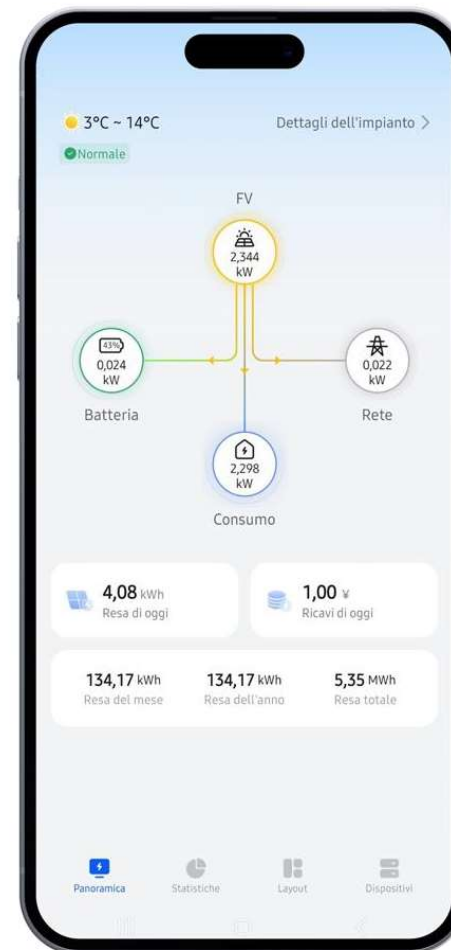 3°C ~ 14°C
Dettagli dell'impianto >
Normale
FV
2,344
kW
43%
0,024
kW
Batteria
0,022
kW
Rete
2,298
kW
Consumo
4,08 kWh
Resa di oggi
1,00 ¥
Ricavi di oggi
134,17 kWh
Resa del mese
134,17 kWh
Resa dell'anno
5,35 MWh
Resa totale
Panoramica
Statistiche
Layout
Dispositivi